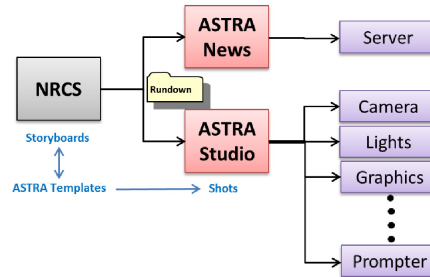 ASTRA
News
Server
NRCS
Rundown
Camera
ASTRA
Studio
Lights
Storyboards
Graphics
ASTRA Templates
Shots
Prompter